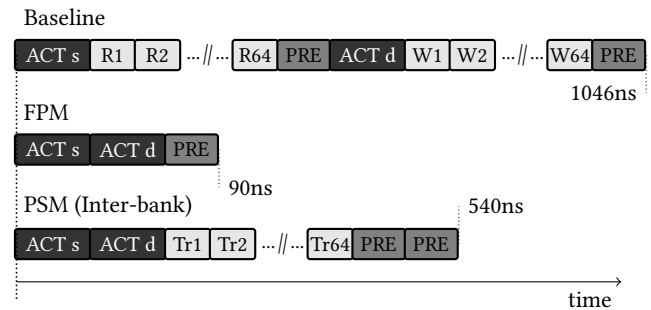 Baseline
ACT s R1 R2 ...//... R64 PRE ACT d W1 W2 ...//... W64 PRE
1046ns
FPM
ACT s ACT d PRE
90ns
PSM (Inter-bank)
540ns
ACT s ACT d Tr1 Tr2 ...//... Tr64 PRE PRE
time